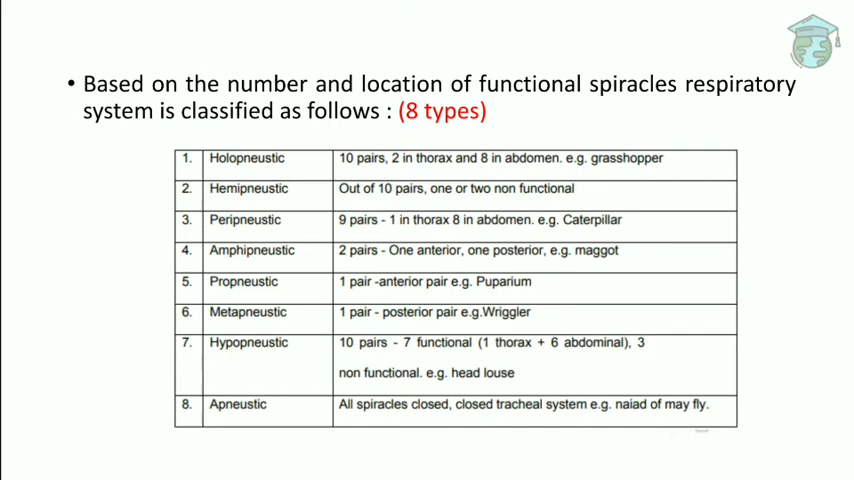 • Based on the number and location of functional spiracles respiratory
system is classified as follows : (8 types)
1. Holopneustic 10 pairs, 2 in thorax and 8 in abdomen. e.g. grasshopper
2. Hemipneustic Out of 10 pairs, one or two non functional
3. Peripneustic 9 pairs - 1 in thorax 8 in abdomen. e.g. Caterpillar
4. Amphipneustic 2 pairs - One anterior, one posterior, e.g. maggot
5. Propneustic 1 pair -anterior pair e.g. Puparium
6. Metapneustic 1 pair - posterior pair e.g.Wriggler
7. Hypopneustic 10 pairs - 7 functional (1 thorax + 6 abdominal), 3
non functional. e.g. head louse
8. Apneustic All spiracles closed, closed tracheal system e.g. naiad of may fly.